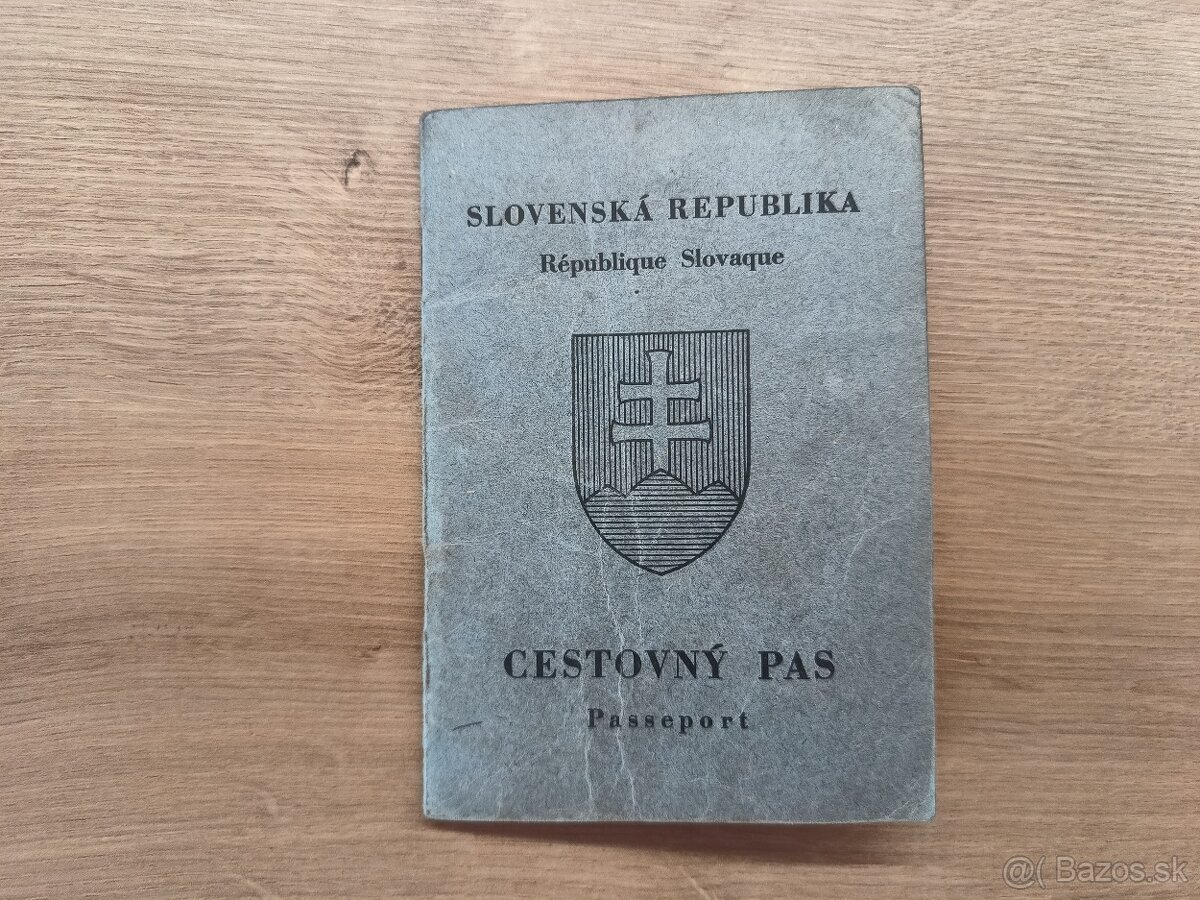 SLOVENSKÁ REPUBLIKA
République Slovaque
CESTOVNÝ PAS
Passeport
@( Bazos.sk